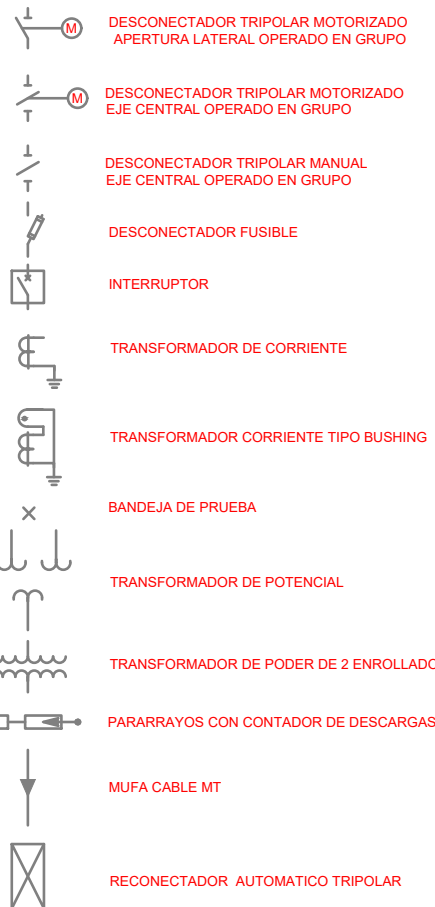 M DESCONECTADOR TRIPOLAR MOTORIZADO
APERTURA LATERAL OPERADO EN GRUPO
M DESCONECTADOR TRIPOLAR MOTORIZADO
EJE CENTRAL OPERADO EN GRUPO
DESCONECTADOR TRIPOLAR MANUAL
EJE CENTRAL OPERADO EN GRUPO
DESCONECTADOR FUSIBLE
INTERRUPTOR
TRANSFORMADOR DE CORRIENTE
TRANSFORMADOR CORRIENTE TIPO BUSHING
BANDEJA DE PRUEBA
TRANSFORMADOR DE POTENCIAL
TRANSFORMADOR DE PODER DE 2 ENROLLADO
PARARRAYOS CON CONTADOR DE DESCARGAS
MUFA CABLE MT
RECONECTADOR AUTOMATICO TRIPOLAR